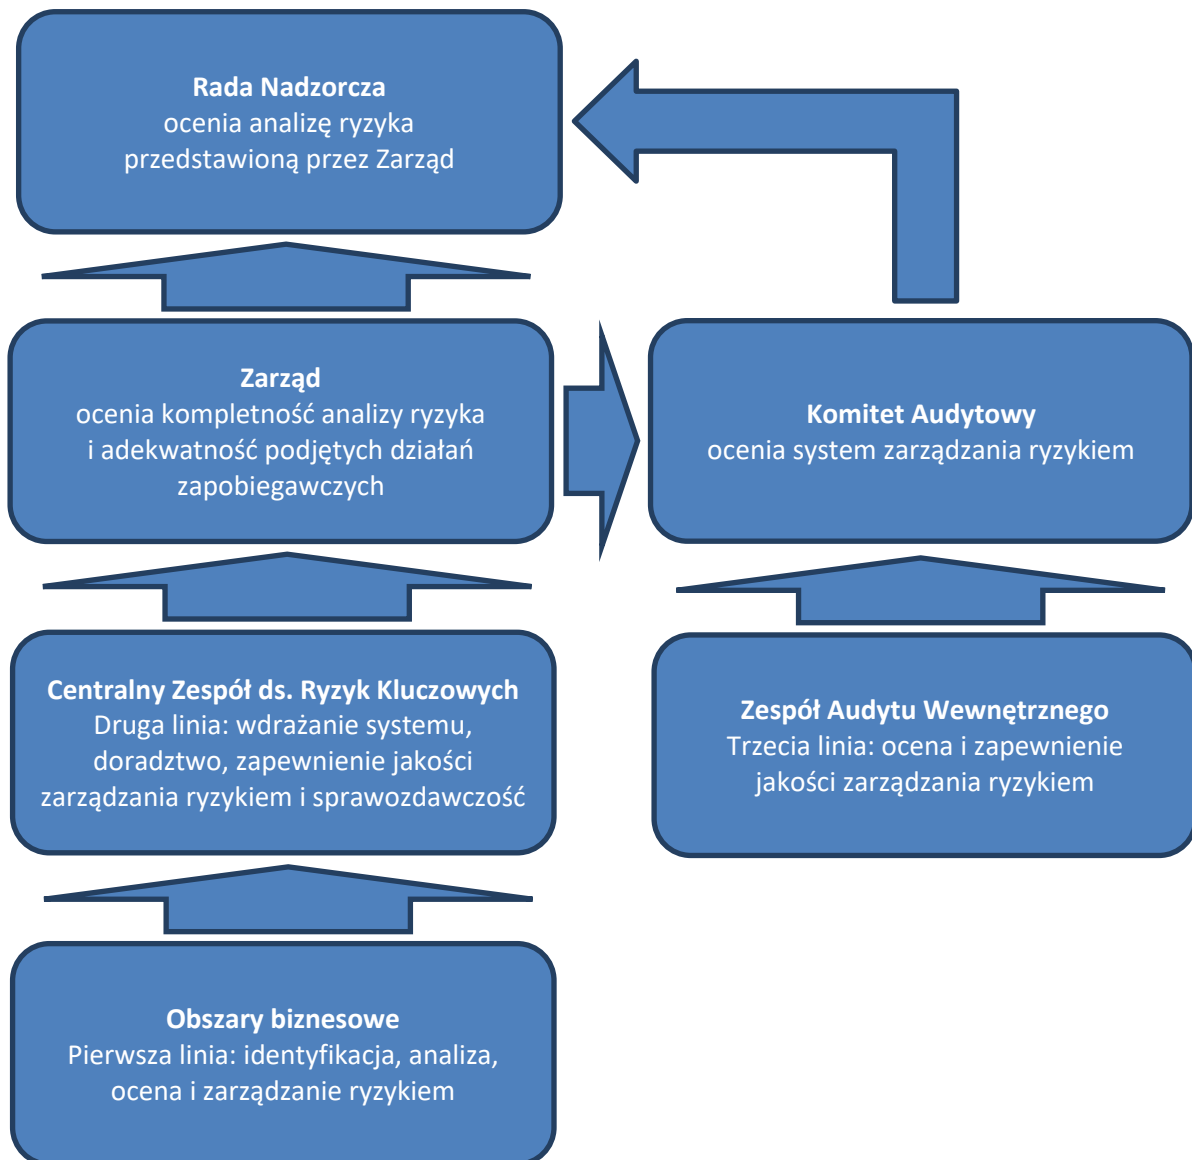 Rada Nadzorcza
ocenia analizę ryzyka
przedstawioną przez Zarząd
Zarząd
ocenia kompletność analizy ryzyka
i adekwatność podjętych działań
zapobiegawczych
Komitet Audytowy
ocenia system zarządzania ryzykiem
Centralny Zespół ds. Ryzyk Kluczowych
Druga linia: wdrażanie systemu,
doradztwo, zapewnienie jakości
zarządzania ryzykiem i sprawozdawczość
Zespół Audytu Wewnętrznego
Trzecia linia: ocena i zapewnienie
jakości zarządzania ryzykiem
Obszary biznesowe
Pierwsza linia: identyfikacja, analiza,
ocena i zarządzanie ryzykiem